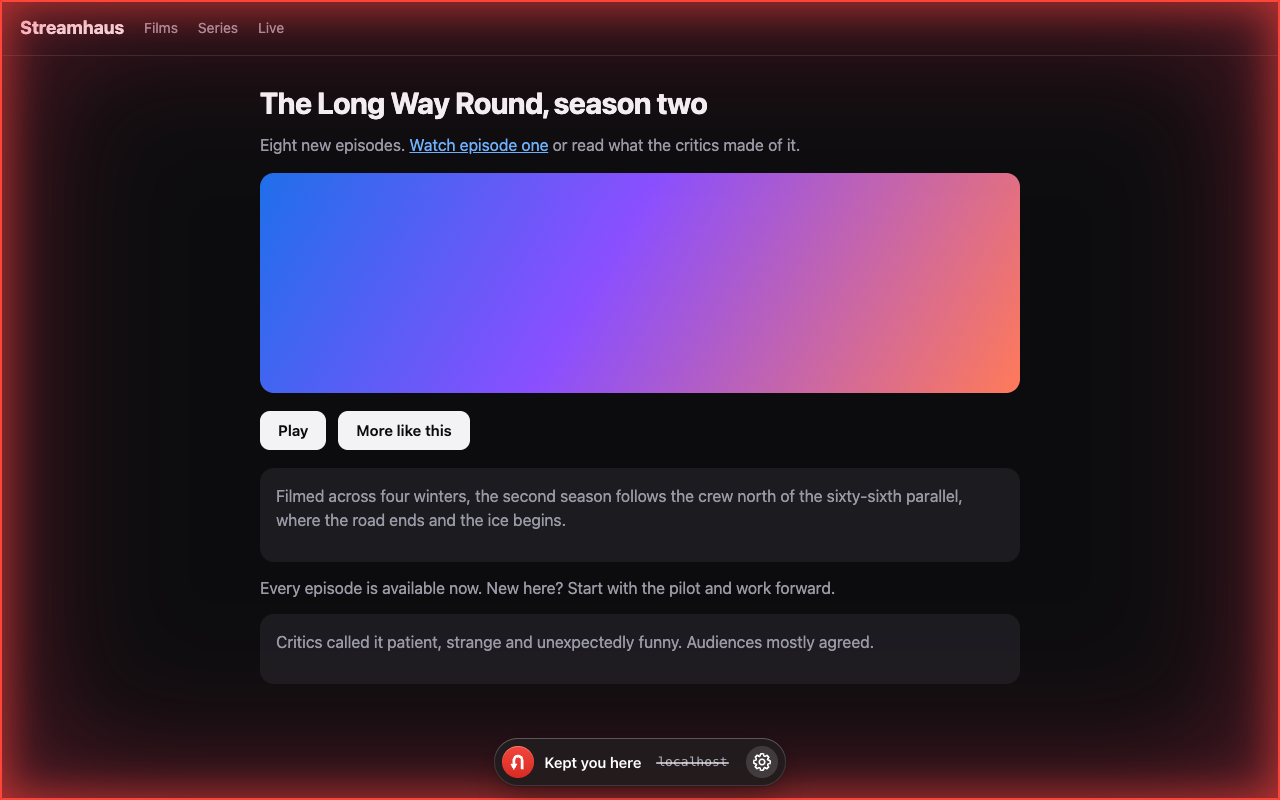 Streamhaus Films Series Live
The Long Way Round, season two
Eight new episodes. Watch episode one or read what the critics made of it.
Play More like this
Filmed across four winters, the second season follows the crew north of the sixty-sixth parallel,
where the road ends and the ice begins.
Every episode is available now. New here? Start with the pilot and work forward.
Critics called it patient, strange and unexpectedly funny. Audiences mostly agreed.
Kept you here localhost